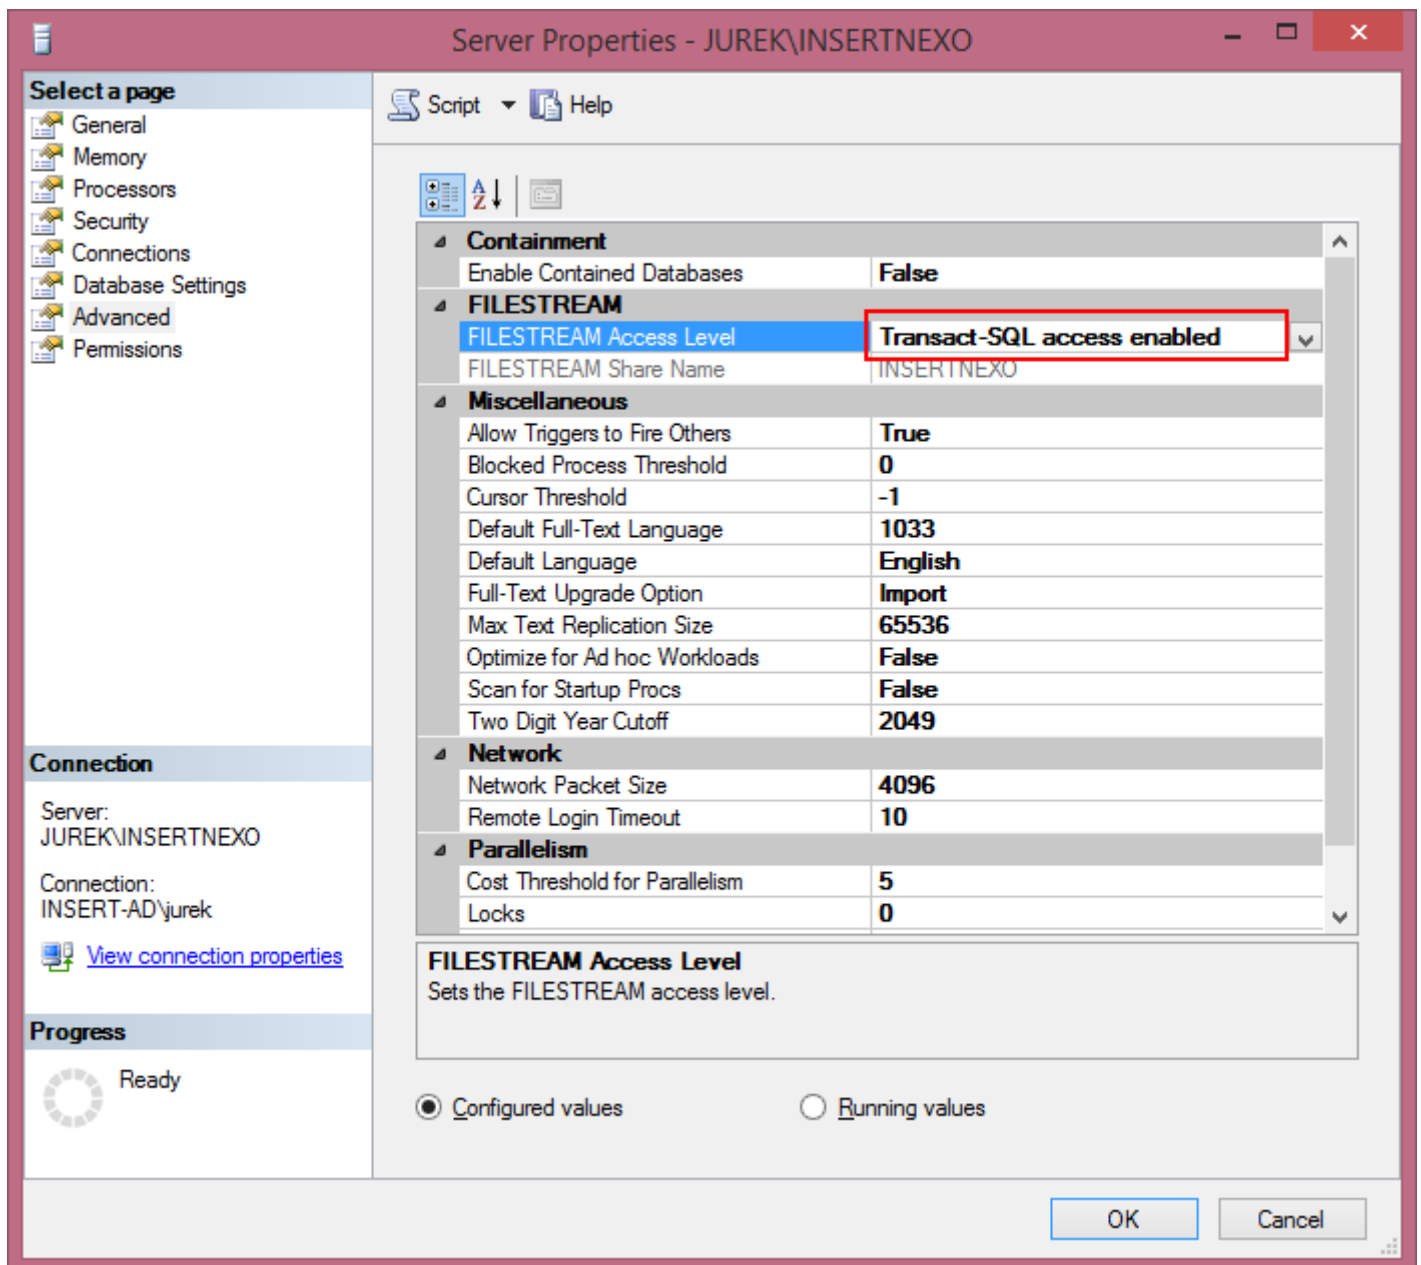 Server Properties - JUREK\INSERTNEXO
Select a page
General
Memory
Processors
Security
Connections
Database Settings
Advanced
Permissions
Script Help
Containment
Enable Contained Databases False
FILESTREAM
FILESTREAM Access Level Transact-SQL access enabled
FILESTREAM Share Name INSERTNEXO
Miscellaneous
Allow Triggers to Fire Others True
Blocked Process Threshold 0
Cursor Threshold -1
Default Full-Text Language 1033
Default Language English
Full-Text Upgrade Option Import
Max Text Replication Size 65536
Optimize for Ad hoc Workloads False
Scan for Startup Procs False
Two Digit Year Cutoff 2049
Network
Network Packet Size 4096
Remote Login Timeout 10
Parallelism
Cost Threshold for Parallelism 5
Locks 0
Connection
Server:
JUREK\INSERTNEXO
Connection:
INSERT-AD\jurek
View connection properties
FILESTREAM Access Level
Sets the FILESTREAM access level.
Progress
Ready
Configured values Running values
OK Cancel